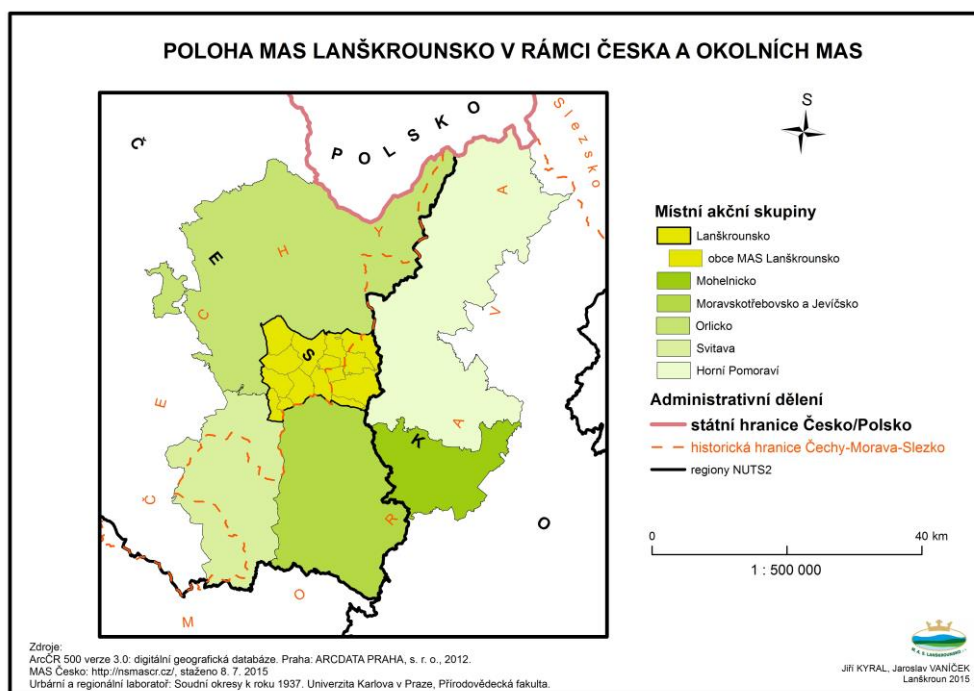 POLOHA MAS LANŠKROUNSKO V RÁMCI ČESKA A OKOLNÍCH MAS
POLSKO
ČESKO
ČECHY
MORAVA
Slezsko
S
Místní akční skupiny
Lanškrounsko
obce MAS Lanškrounsko
Mohelnicko
Moravskotřebovsko a Jevíčsko
Orlicko
Svitava
Horní Pomoraví
Administrativní dělení
státní hranice Česko/Polsko
historická hranice Čechy-Morava-Slezko
regiony NUTS2
0 40 km
1 : 500 000
Zdroje:
ArcČR 500 verze 3.0: digitální geografická databáze. Praha: ARCDATA PRAHA, s. r. o., 2012.
MAS Česko: http://nsmascr.cz/, staženo 8. 7. 2015
Urbární a regionální laboratoř: Soudní okresy k roku 1937. Univerzita Karlova v Praze, Přírodovědecká fakulta.
Jiří KYRAL, Jaroslav VANÍČEK
Lanškroun 2015